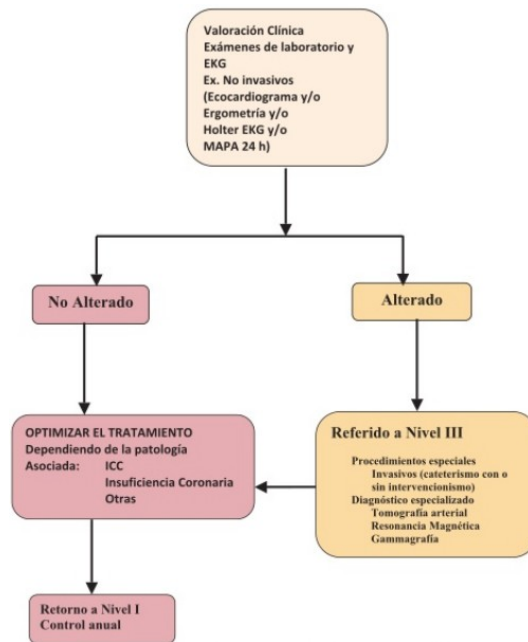 Valoración Clínica
Exámenes de laboratorio y
EKG
Ex. No invasivos
(Ecocardiograma y/o
Ergometría y/o
Holter EKG y/o
MAPA 24 h)
No Alterado
Alterado
OPTIMIZAR EL TRATAMIENTO
Dependiendo de la patología
Asociada: ICC
Insuficiencia Coronaria
Otras
Referido a Nivel III
Procedimientos especiales
Invasivos (cateterismo con o
sin intervencionismo)
Diagnóstico especializado
Tomografía arterial
Resonancia Magnética
Gammagrafía
Retorno a Nivel I
Control anual